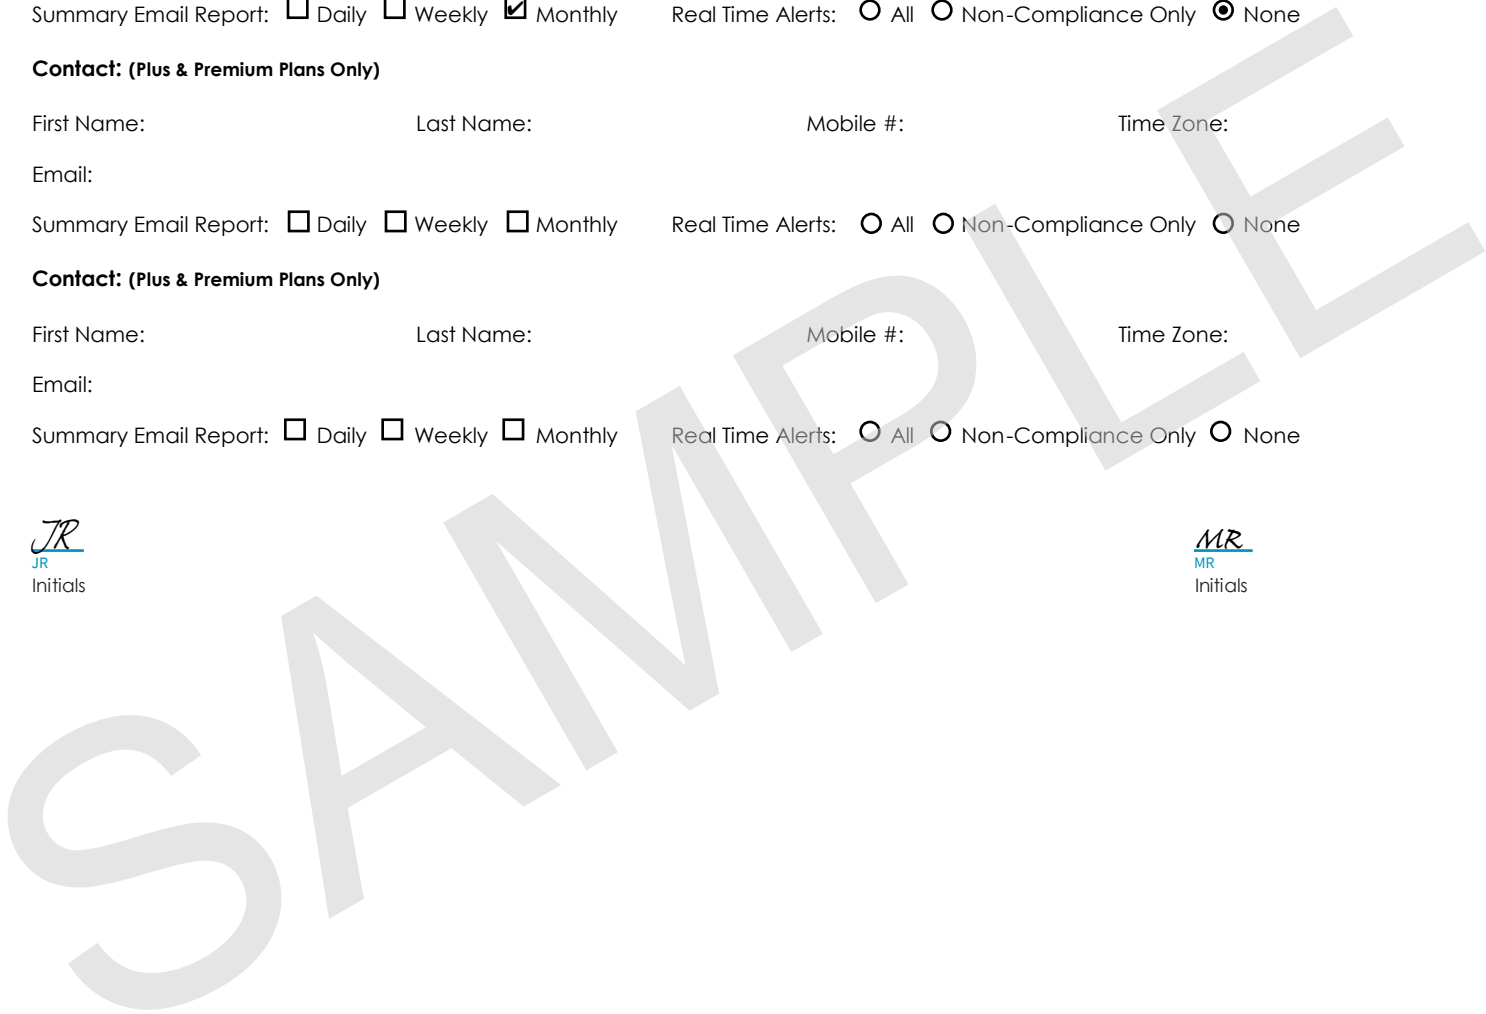 Summary Email Report: ☐ Daily ☐ Weekly ☑ Monthly Real Time Alerts: ○ All ○ Non-Compliance Only ◉ None
Contact: (Plus & Premium Plans Only)
First Name: Last Name: Mobile #: Time Zone:
Email:
Summary Email Report: ☐ Daily ☐ Weekly ☐ Monthly Real Time Alerts: ○ All ○ Non-Compliance Only ○ None
Contact: (Plus & Premium Plans Only)
First Name: Last Name: Mobile #: Time Zone:
Email:
Summary Email Report: ☐ Daily ☐ Weekly ☐ Monthly Real Time Alerts: ○ All ○ Non-Compliance Only ○ None
JR MR
JR MR
Initials Initials
SAMPLE